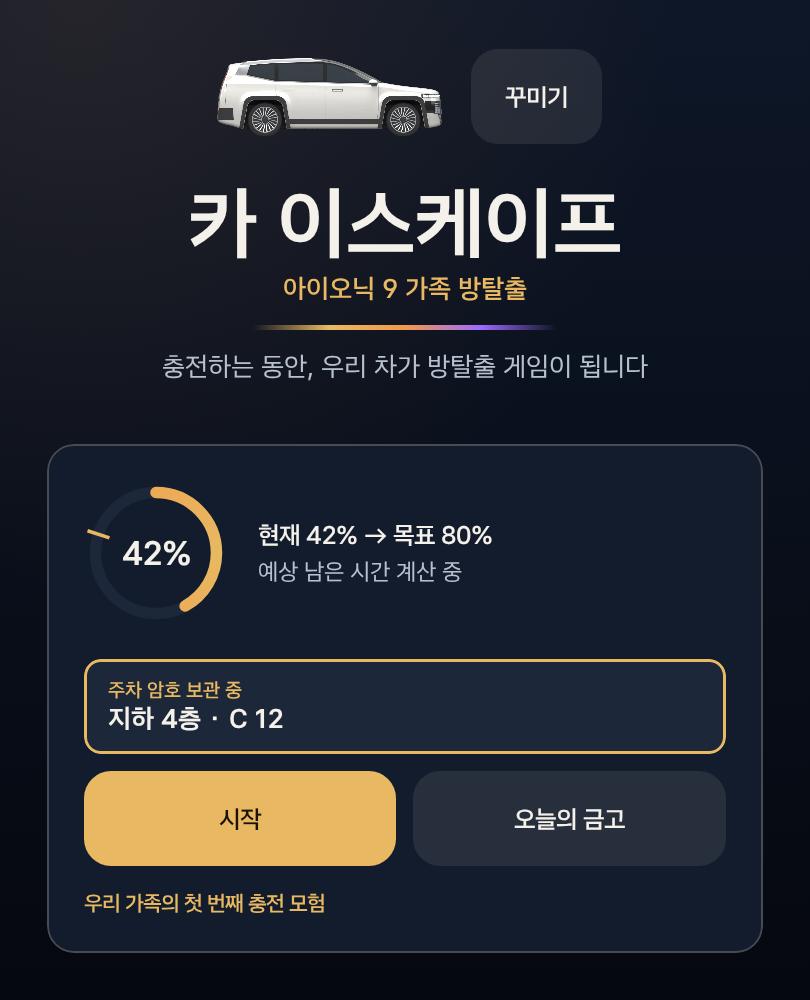 꾸미기
카 이스케이프
아이오닉 9 가족 방탈출
충전하는 동안, 우리 차가 방탈출 게임이 됩니다
42%
현재 42% → 목표 80%
예상 남은 시간 계산 중
주차 암호 보관 중
지하 4층 · C 12
시작
오늘의 금고
우리 가족의 첫 번째 충전 모험